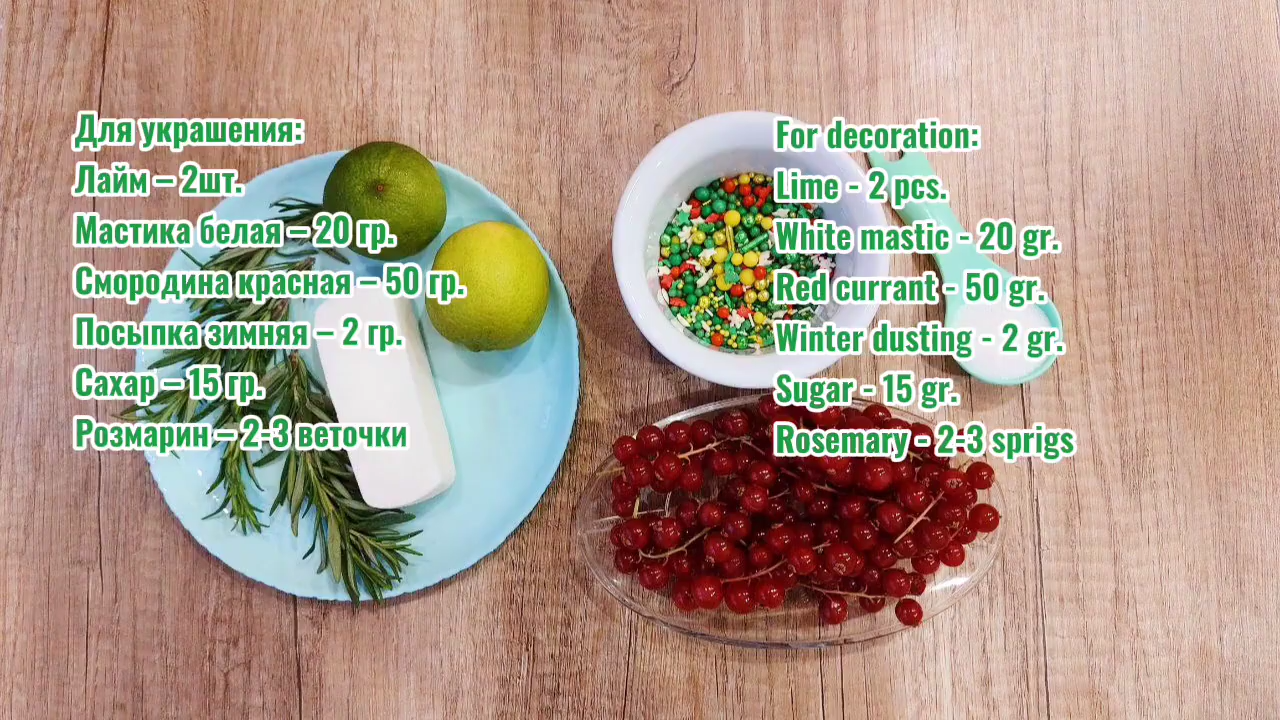 Для украшения:
Лайм – 2шт.
Мастика белая – 20 гр.
Смородина красная – 50 гр.
Посыпка зимняя – 2 гр.
Сахар – 15 гр.
Розмарин – 2-3 веточки
For decoration:
Lime - 2 pcs.
White mastic - 20 gr.
Red currant - 50 gr.
Winter dusting - 2 gr.
Sugar - 15 gr.
Rosemary - 2-3 sprigs